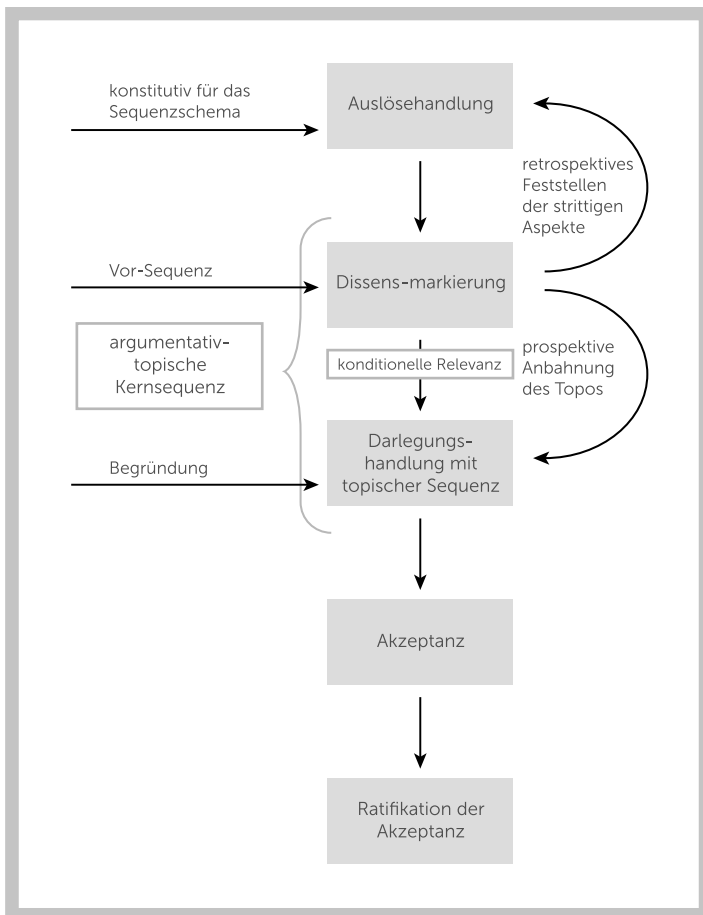 konstitutiv für das
Sequenzschema
Auslösehandlung
retrospektives
Feststellen
der strittigen
Aspekte
Vor-Sequenz
Dissens-markierung
argumentativ-
topische
Kernsequenz
konditionelle Relevanz
prospektive
Anbahnung
des Topos
Begründung
Darlegungs-
handlung mit
topischer Sequenz
Akzeptanz
Ratifikation der
Akzeptanz